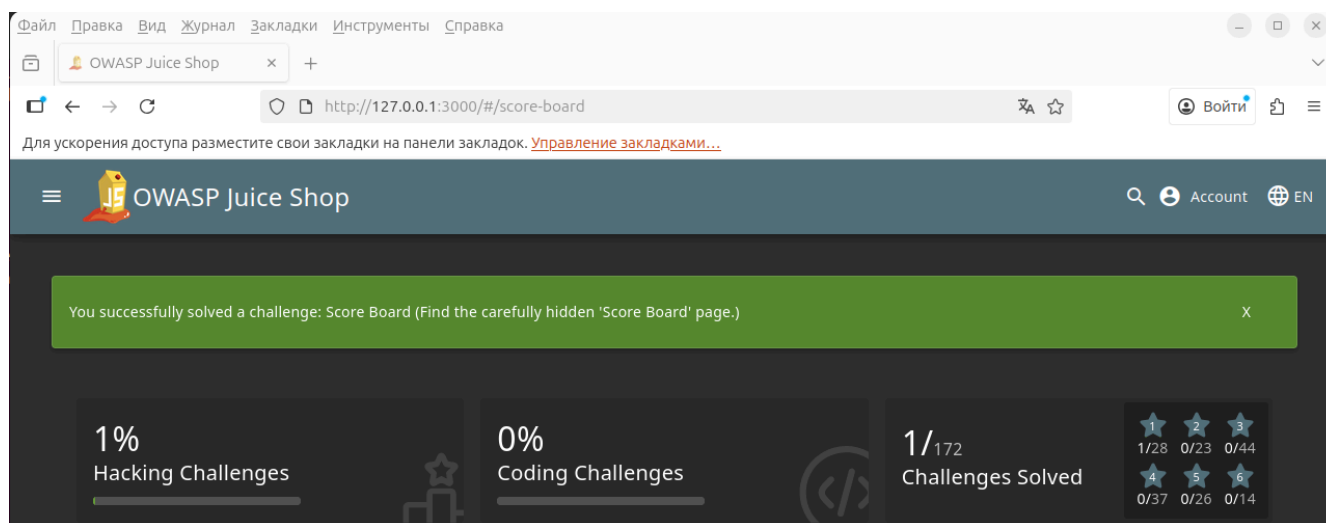 Файл Правка Вид Журнал Закладки Инструменты Справка
OWASP Juice Shop
http://127.0.0.1:3000/#/score-board
Войти
Для ускорения доступа разместите свои закладки на панели закладок. Управление закладками…
JS OWASP Juice Shop
Account EN
You successfully solved a challenge: Score Board (Find the carefully hidden 'Score Board' page.) X
1%
Hacking Challenges
0%
Coding Challenges
1/172
Challenges Solved
1 2 3
1/28 0/23 0/44
4 5 6
0/37 0/26 0/14